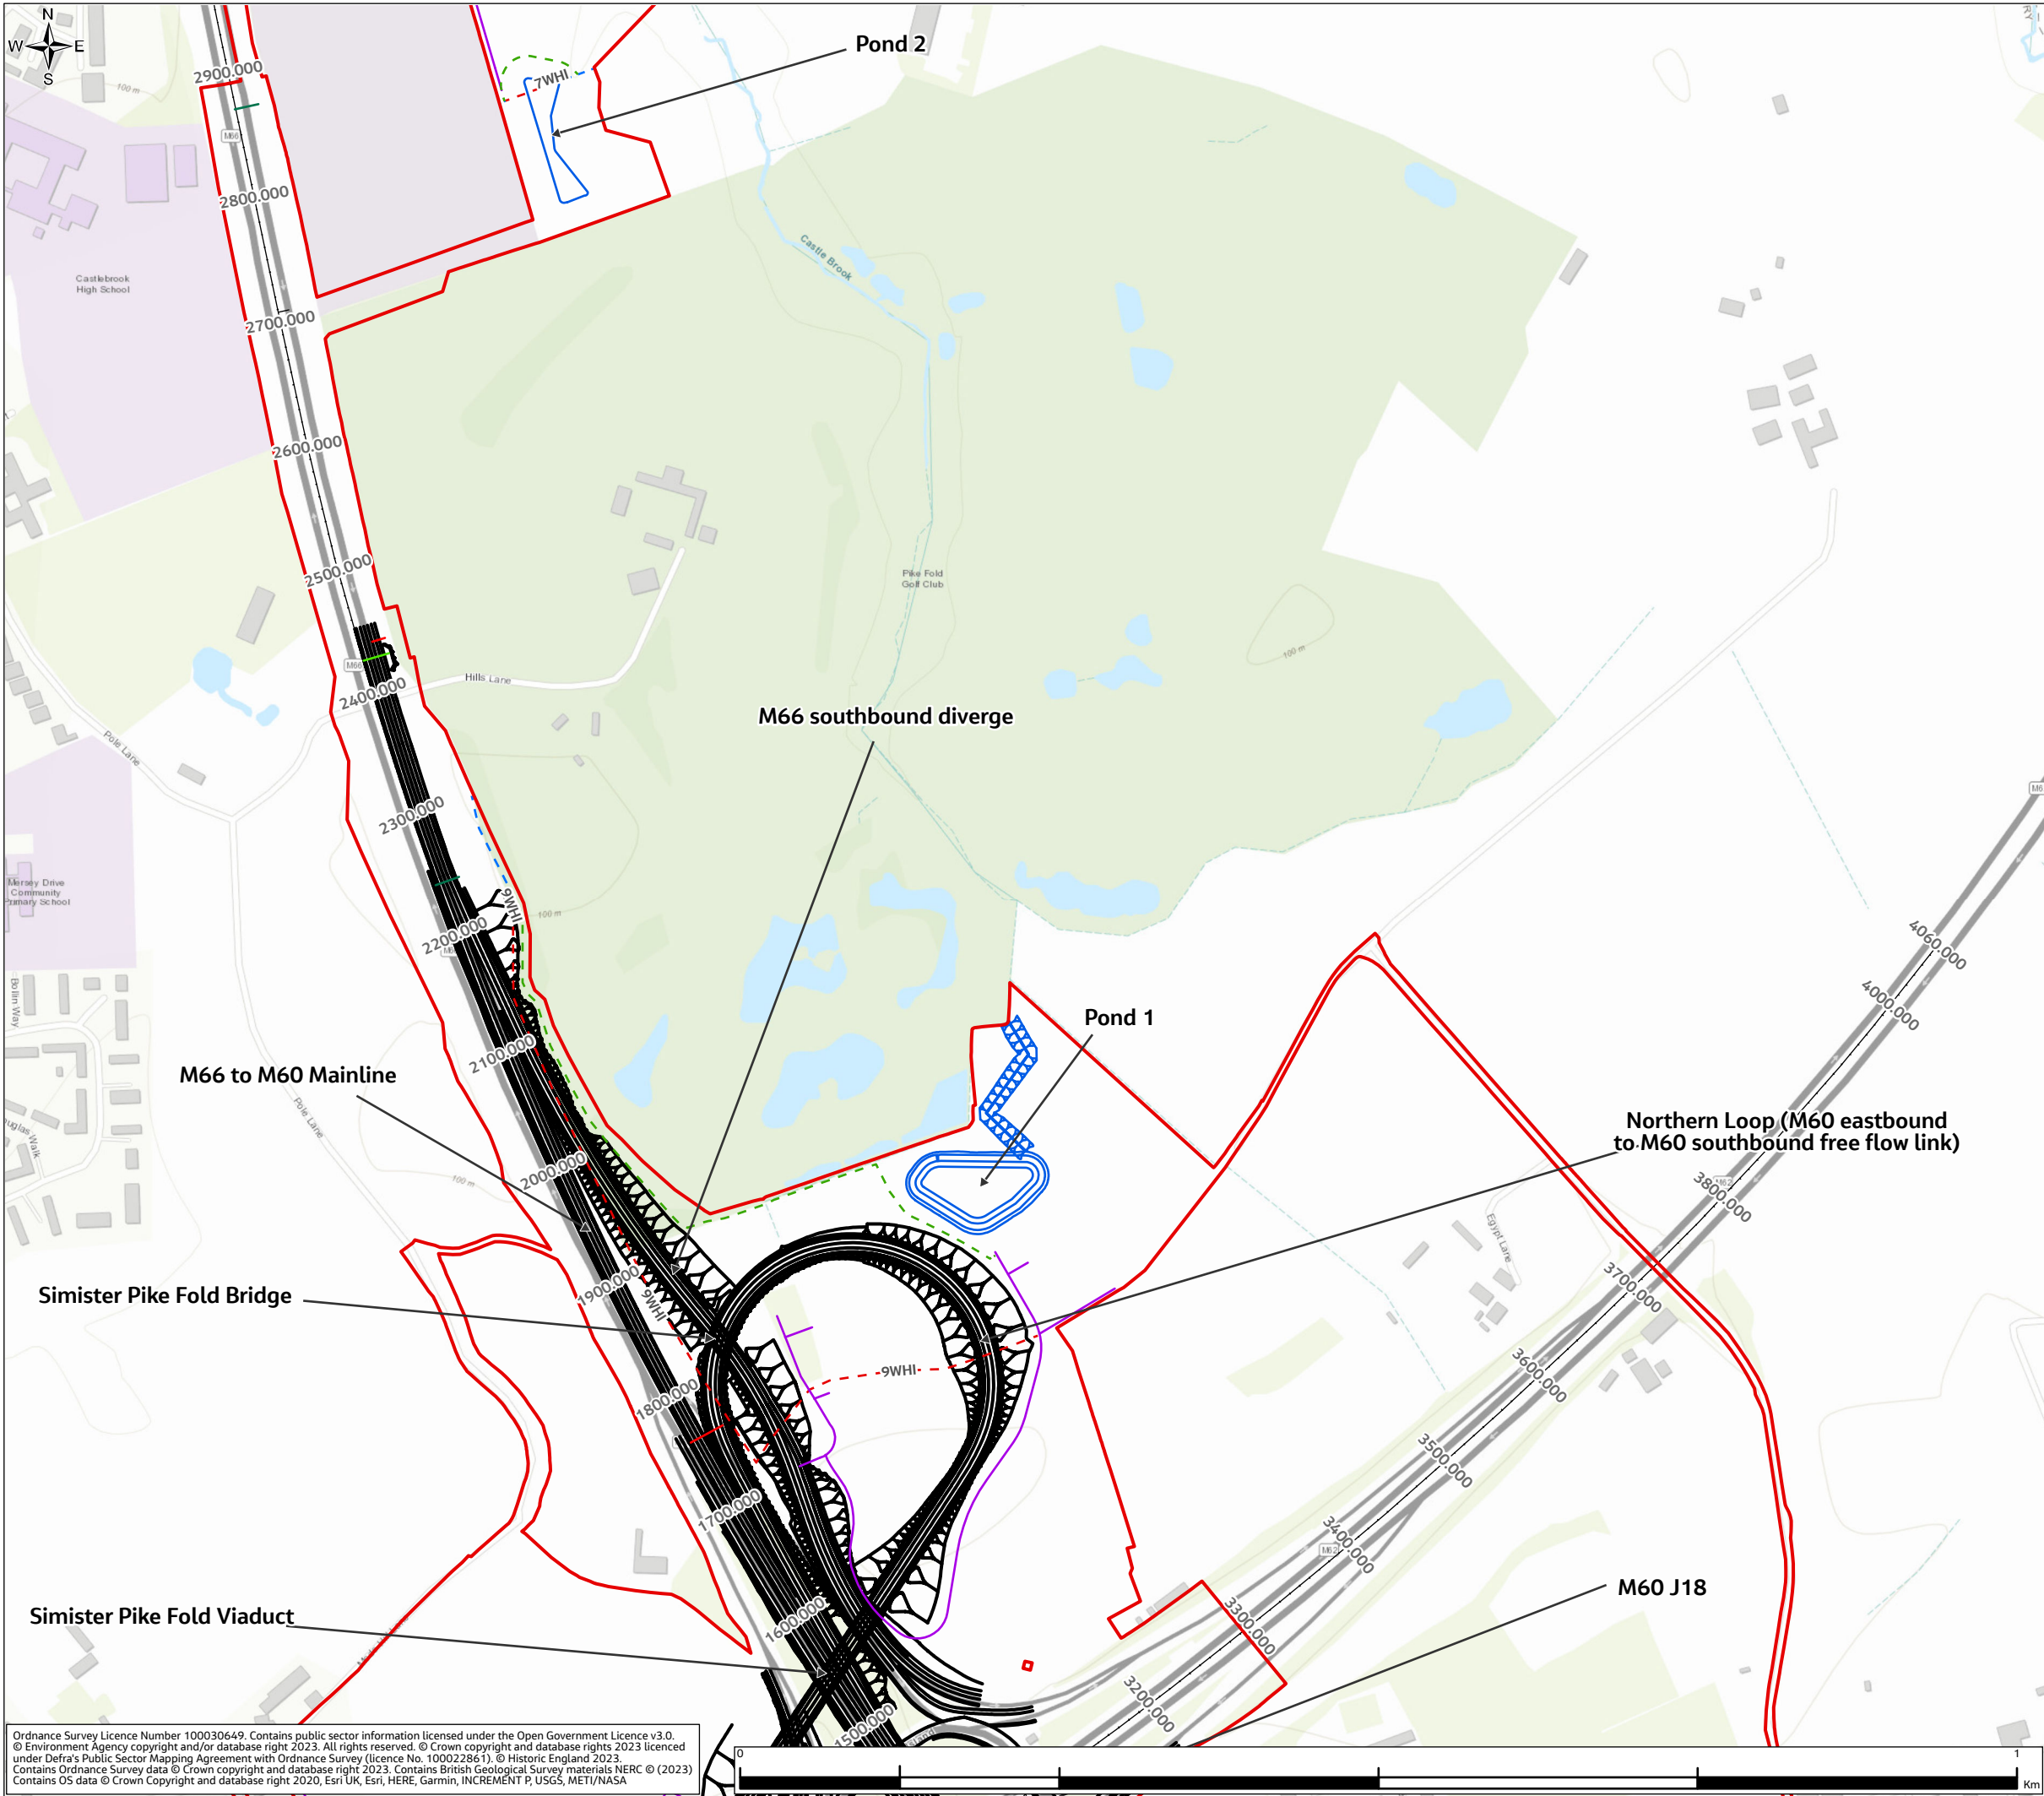 N
W E
S
Pond 2
2900.000
100 m
7WHI
M66
2800.000
Castle Brook
Castlebrook
High School
2700.000
2600.000
Pike Fold
Golf Club
2500.000
100 m
M66
Hills Lane
2400.000
M66 southbound diverge
Pole Lane
2300.000
9WHI
100 m
2200.000
4060.000
4000.000
Bollin Way
Pond 1
2100.000
M66 to M60 Mainline
Pole Lane
Northern Loop (M60 eastbound
to M60 southbound free flow link)
2000.000
100 m
M62
3800.000
Egypt Lane
1900.000
9WHI
3700.000
Simister Pike Fold Bridge
9WHI
3600.000
1800.000
3500.000
1700.000
3400.000
M62
M60 J18
3300.000
Simister Pike Fold Viaduct
1600.000
3200.000
1500.000
Ordnance Survey Licence Number 100030649. Contains public sector information licensed under the Open Government Licence v3.0.
© Environment Agency copyright and/or database right 2023. All rights reserved. © Crown copyright and database rights 2023 licenced
under Defra's Public Sector Mapping Agreement with Ordnance Survey (licence No. 100022861). © Historic England 2023.
Contains Ordnance Survey data © Crown copyright and database right 2023. Contains British Geological Survey materials NERC © (2023)
Contains OS data © Crown Copyright and database right 2020, Esri UK, Esri, HERE, Garmin, INCREMENT P, USGS, METI/NASA
0 1
Km